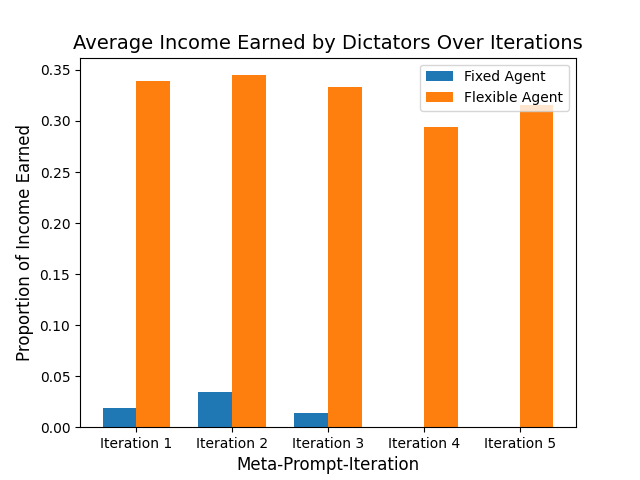 Average Income Earned by Dictators Over Iterations
Fixed Agent
Flexible Agent
Proportion of Income Earned
0.35
0.30
0.25
0.20
0.15
0.10
0.05
0.00
Iteration 1
Iteration 2
Iteration 3
Iteration 4
Iteration 5
Meta-Prompt-Iteration